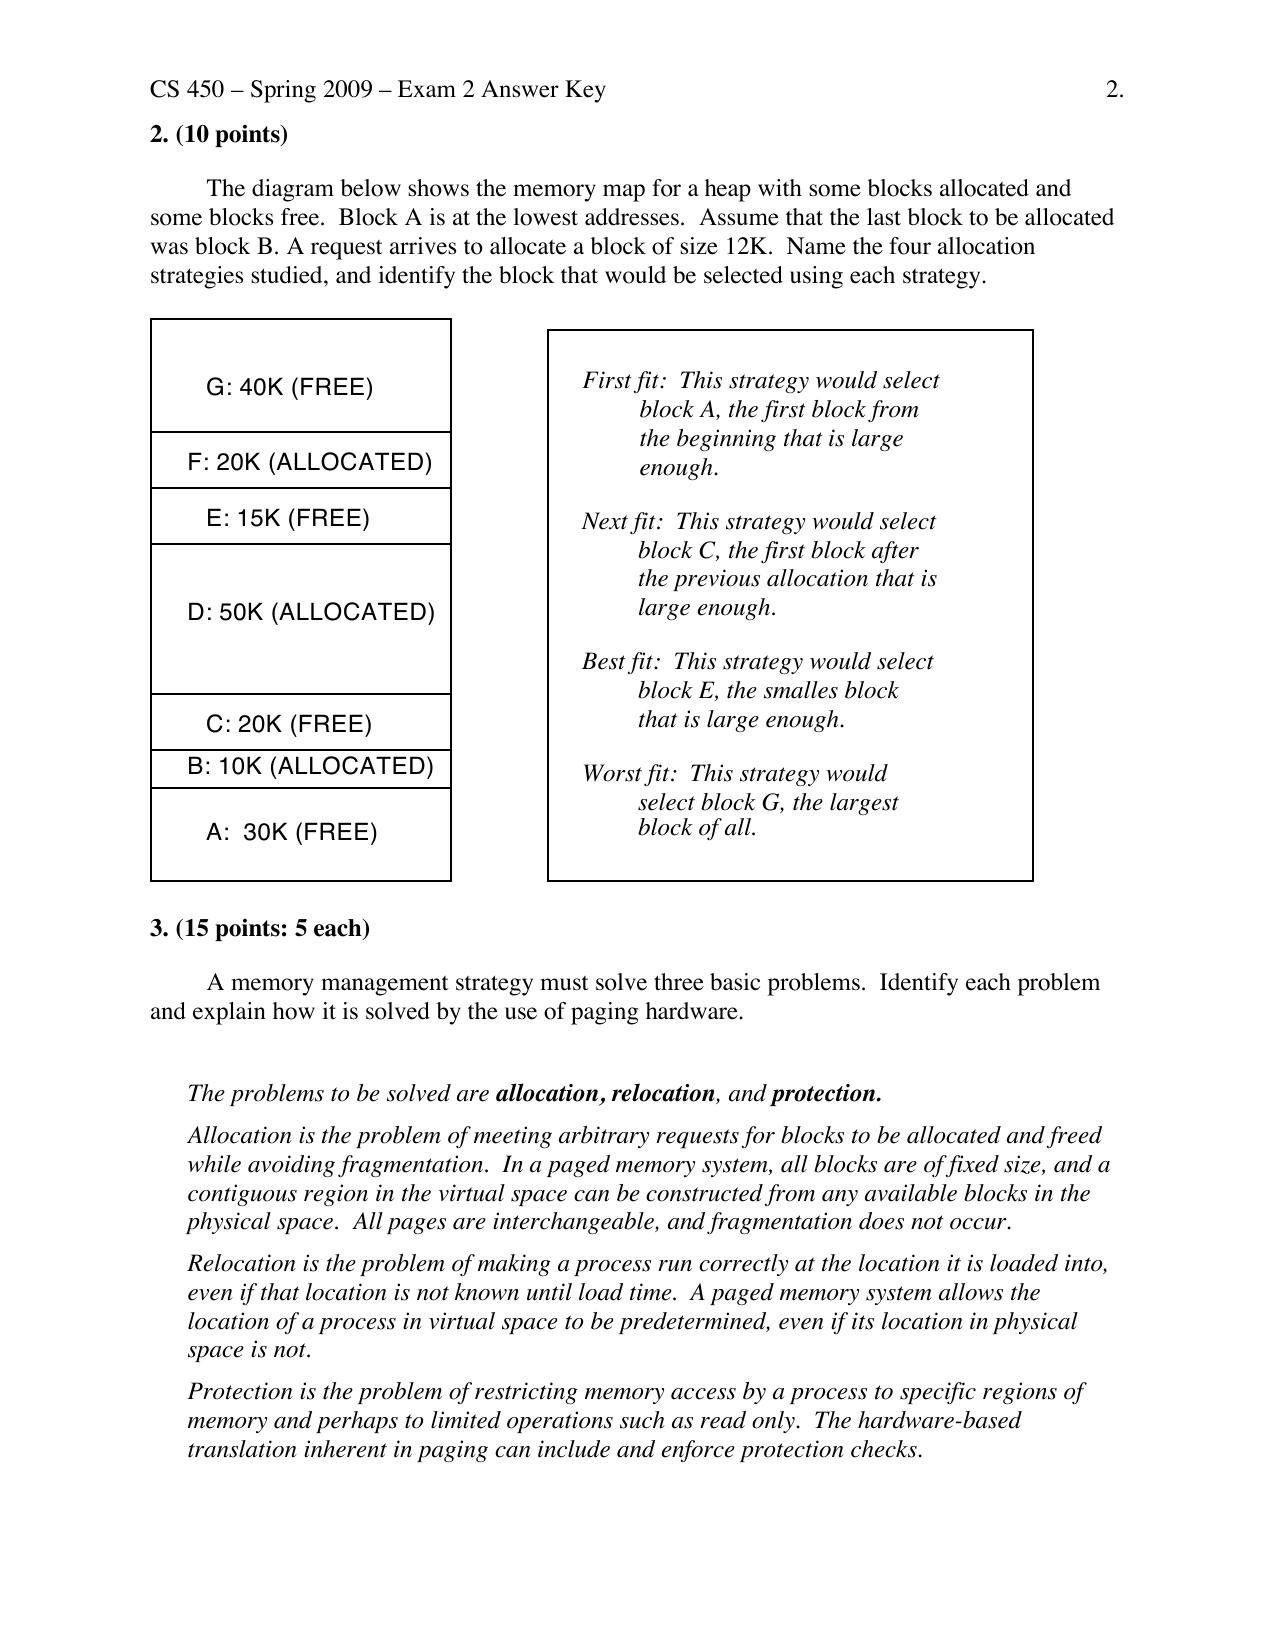 CS 450 – Spring 2009 – Exam 2 Answer Key 2.
2. (10 points)
The diagram below shows the memory map for a heap with some blocks allocated and
some blocks free. Block A is at the lowest addresses. Assume that the last block to be allocated
was block B. A request arrives to allocate a block of size 12K. Name the four allocation
strategies studied, and identify the block that would be selected using each strategy.
G: 40K (FREE)
F: 20K (ALLOCATED)
E: 15K (FREE)
D: 50K (ALLOCATED)
C: 20K (FREE)
B: 10K (ALLOCATED)
A: 30K (FREE)
First fit: This strategy would select
block A, the first block from
the beginning that is large
enough.
Next fit: This strategy would select
block C, the first block after
the previous allocation that is
large enough.
Best fit: This strategy would select
block E, the smalles block
that is large enough.
Worst fit: This strategy would
select block G, the largest
block of all.
3. (15 points: 5 each)
A memory management strategy must solve three basic problems. Identify each problem
and explain how it is solved by the use of paging hardware.
The problems to be solved are allocation, relocation, and protection.
Allocation is the problem of meeting arbitrary requests for blocks to be allocated and freed
while avoiding fragmentation. In a paged memory system, all blocks are of fixed size, and a
contiguous region in the virtual space can be constructed from any available blocks in the
physical space. All pages are interchangeable, and fragmentation does not occur.
Relocation is the problem of making a process run correctly at the location it is loaded into,
even if that location is not known until load time. A paged memory system allows the
location of a process in virtual space to be predetermined, even if its location in physical
space is not.
Protection is the problem of restricting memory access by a process to specific regions of
memory and perhaps to limited operations such as read only. The hardware-based
translation inherent in paging can include and enforce protection checks.